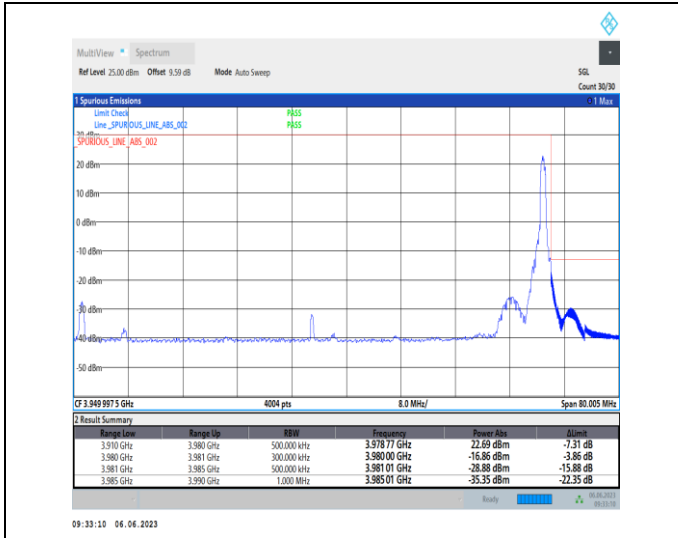 MultiView Spectrum
Ref Level 25.00 dBm Offset 9.59 dB Mode Auto Sweep SGL
Count 30/30
1 Spurious Emissions 1 Max
Limit Check PASS
Line _SPURIOUS_LINE_ABS_002 PASS
30 dBm
_SPURIOUS_LINE_ABS_002
20 dBm
10 dBm
0 dBm
-10 dBm
-20 dBm
-30 dBm
-40 dBm
-50 dBm
CF 3.949 997 5 GHz 4004 pts 8.0 MHz/ Span 80.005 MHz
2 Result Summary
Range Low Range Up RBW Frequency Power Abs ΔLimit
3.910 GHz 3.980 GHz 500.000 kHz 3.978 77 GHz 22.69 dBm -7.31 dB
3.980 GHz 3.981 GHz 300.000 kHz 3.980 00 GHz -16.86 dBm -3.86 dB
3.981 GHz 3.985 GHz 500.000 kHz 3.981 01 GHz -28.88 dBm -15.88 dB
3.985 GHz 3.990 GHz 1.000 MHz 3.985 01 GHz -35.35 dBm -22.35 dB
Ready 06.06.2023
09:33:10
09:33:10 06.06.2023